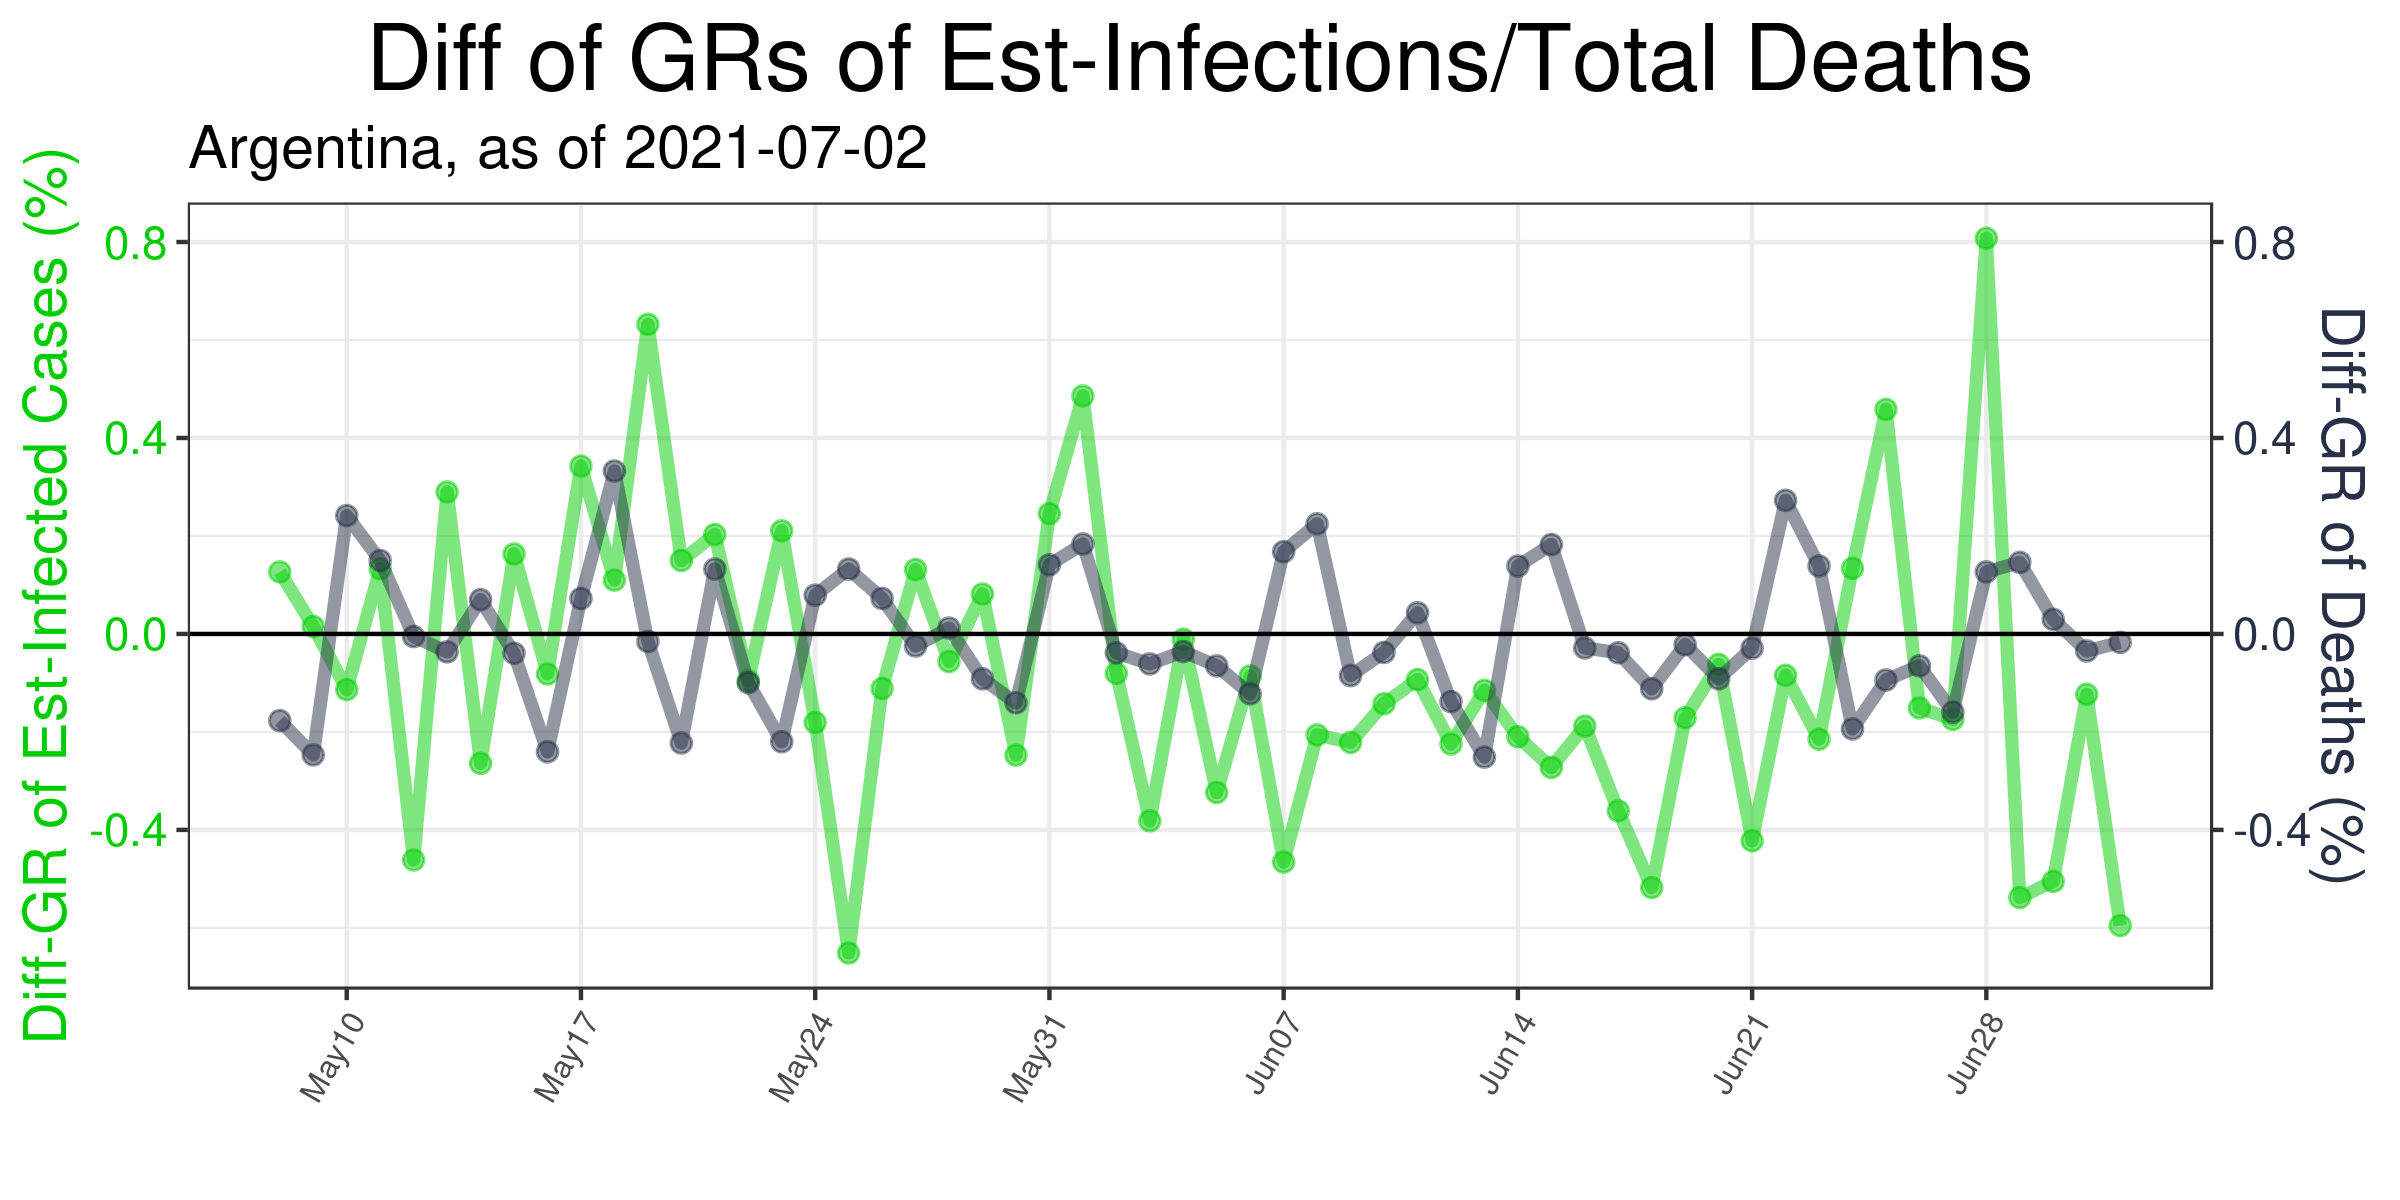 Diff of GRs of Est-Infections/Total Deaths
Argentina, as of 2021-07-02
Diff-GR of Est-Infected Cases (%)
0.8
0.4
0.0
-0.4
0.8
0.4
0.0
-0.4
Diff-GR of Deaths (%)
May10
May17
May24
May31
Jun07
Jun14
Jun21
Jun28